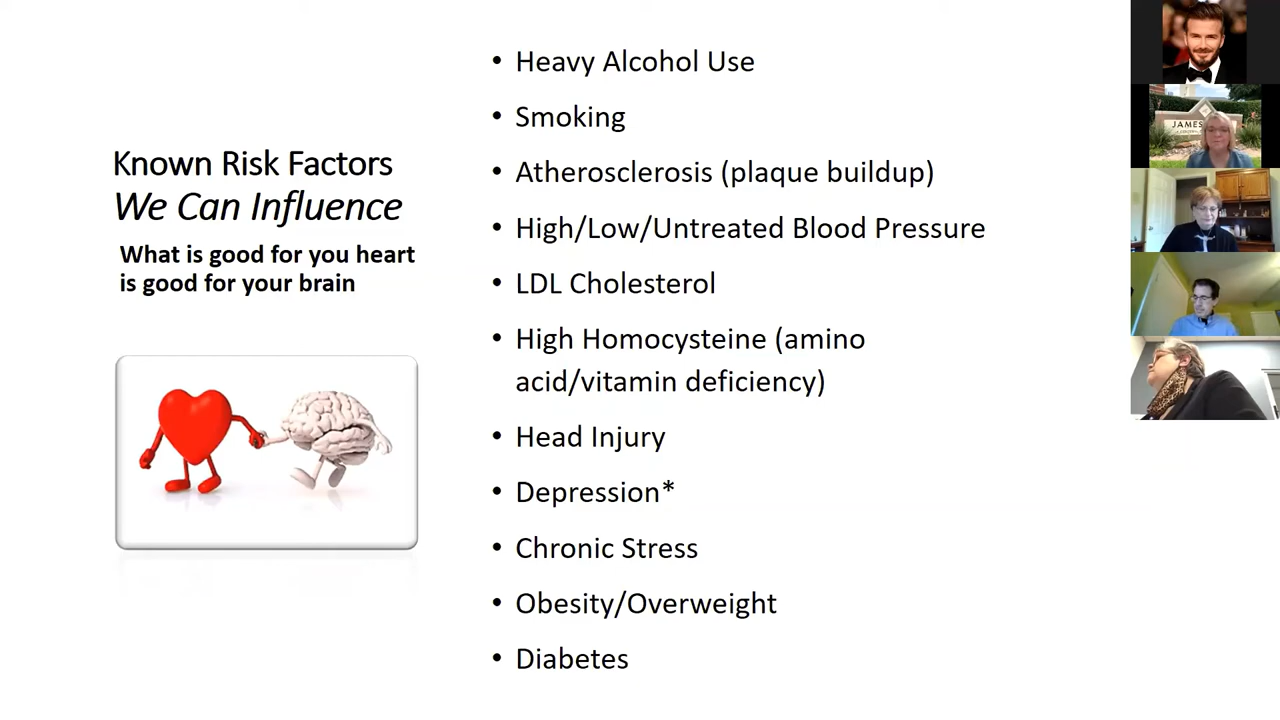 Known Risk Factors
We Can Influence
What is good for you heart
is good for your brain
• Heavy Alcohol Use
• Smoking
• Atherosclerosis (plaque buildup)
• High/Low/Untreated Blood Pressure
• LDL Cholesterol
• High Homocysteine (amino
acid/vitamin deficiency)
• Head Injury
• Depression*
• Chronic Stress
• Obesity/Overweight
• Diabetes
JAMES